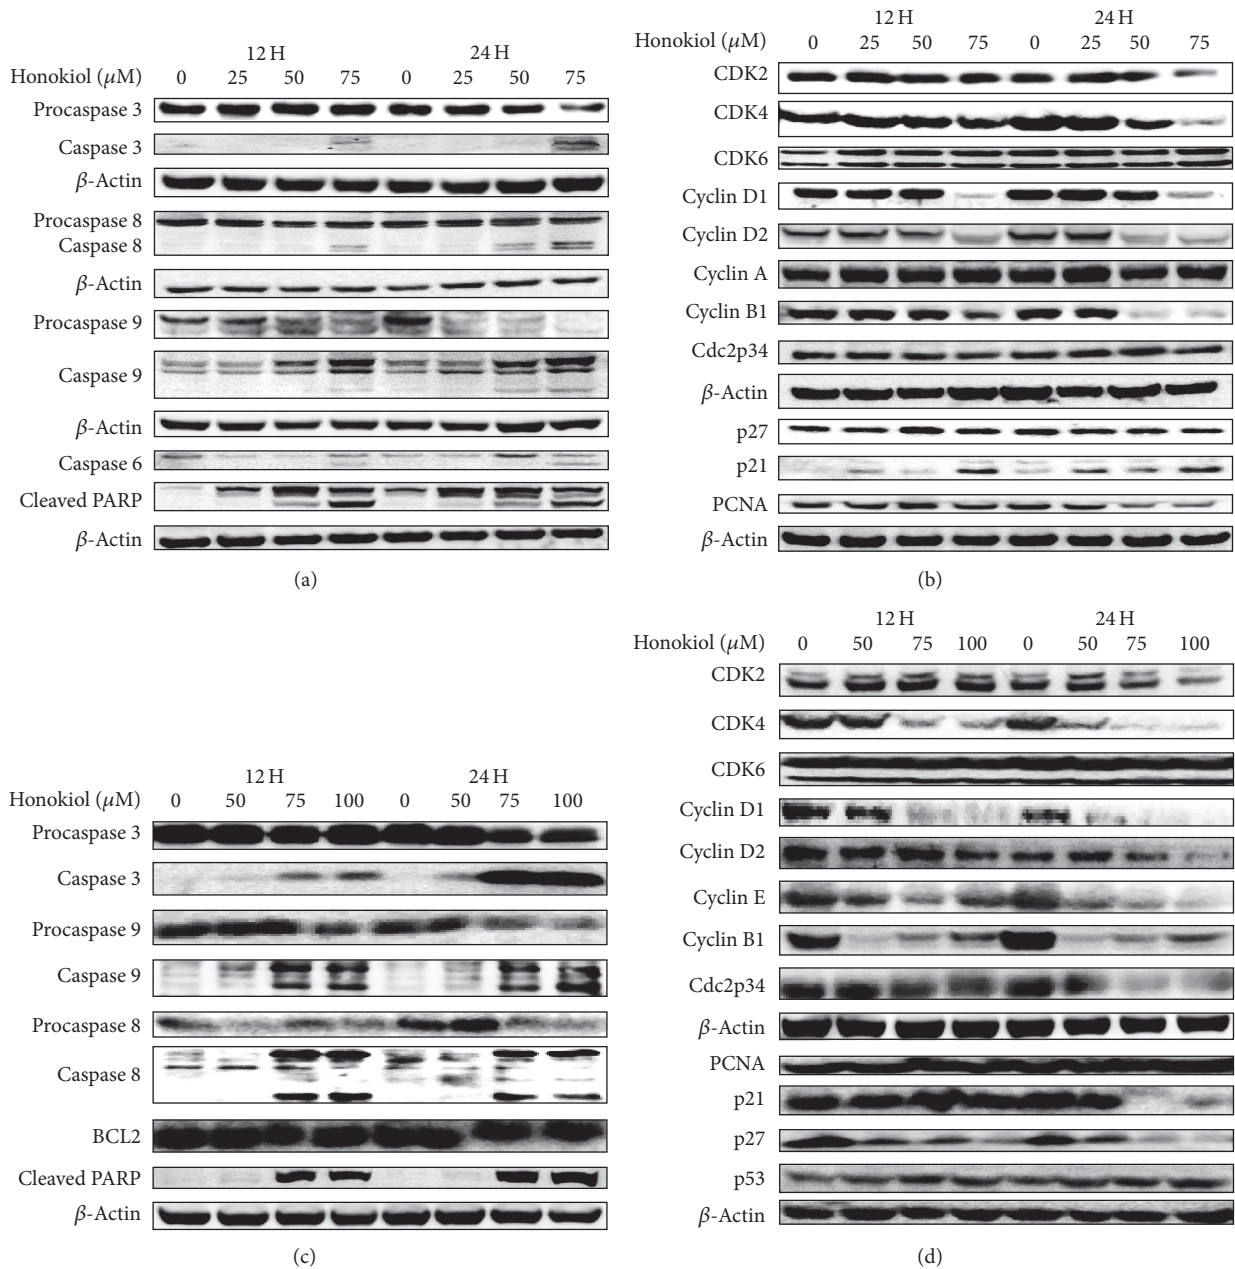 12 H 24 H
Honokiol (μM) 0 25 50 75 0 25 50 75
Procaspase 3
Caspase 3
β-Actin
Procaspase 8
Caspase 8
β-Actin
Procaspase 9
Caspase 9
β-Actin
Caspase 6
Cleaved PARP
β-Actin
(a)
12 H 24 H
Honokiol (μM) 0 25 50 75 0 25 50 75
CDK2
CDK4
CDK6
Cyclin D1
Cyclin D2
Cyclin A
Cyclin B1
Cdc2p34
β-Actin
p27
p21
PCNA
β-Actin
(b)
12 H 24 H
Honokiol (μM) 0 50 75 100 0 50 75 100
Procaspase 3
Caspase 3
Procaspase 9
Caspase 9
Procaspase 8
Caspase 8
BCL2
Cleaved PARP
β-Actin
(c)
12 H 24 H
Honokiol (μM) 0 50 75 100 0 50 75 100
CDK2
CDK4
CDK6
Cyclin D1
Cyclin D2
Cyclin E
Cyclin B1
Cdc2p34
β-Actin
PCNA
p21
p27
p53
β-Actin
(d)